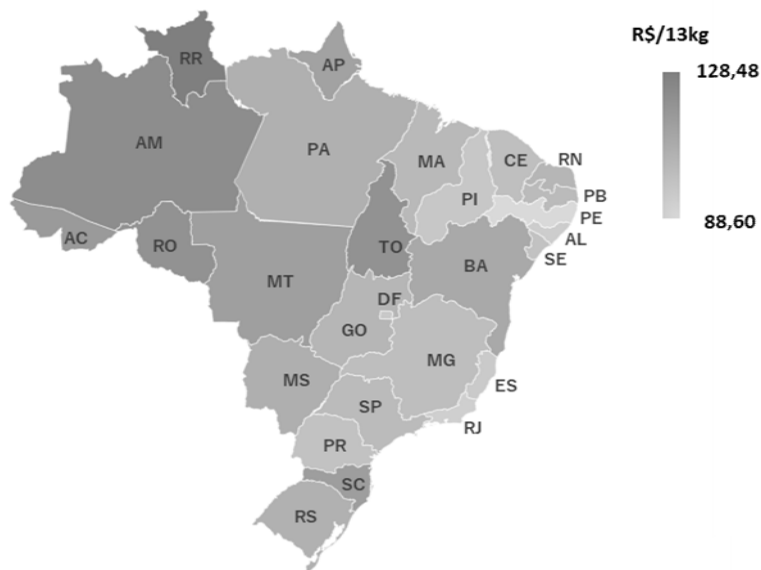 R$/13kg
128,48
88,60
RR
AP
AM
PA
MA
CE
RN
PI
PB
PE
AL
AC
RO
TO
SE
BA
MT
DF
GO
MG
MS
ES
SP
RJ
PR
SC
RS